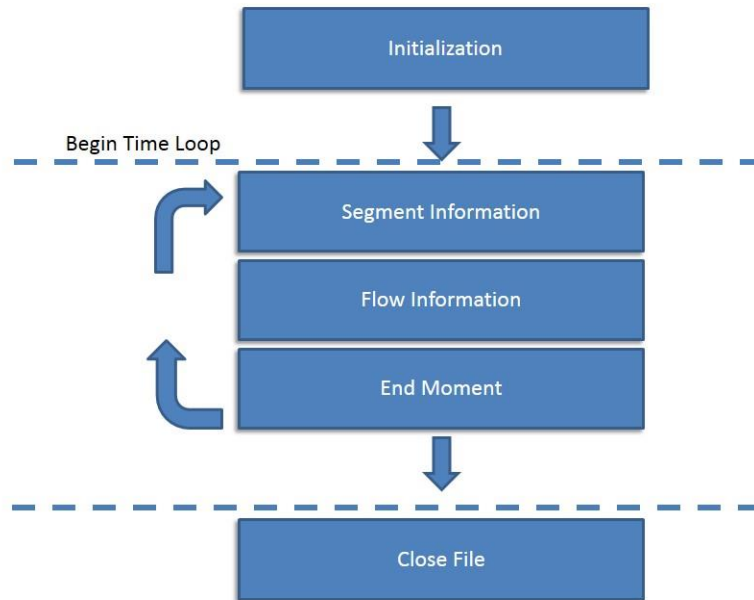 Initialization
Begin Time Loop
Segment Information
Flow Information
End Moment
Close File